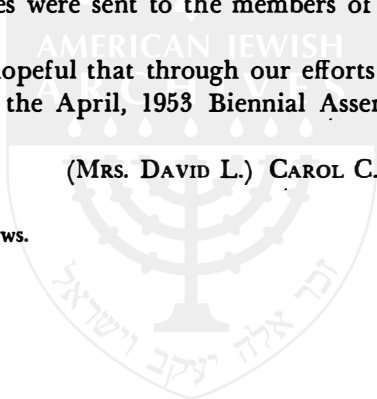 es were sent to the members of
AMERICAN JEWISH
opeful that through our efforts
ARCHIVES
the April, 1953 Biennial Assem
(MRS. DAVID L.) CAROL C.
ws.
זכר אלה יעקב וישראל